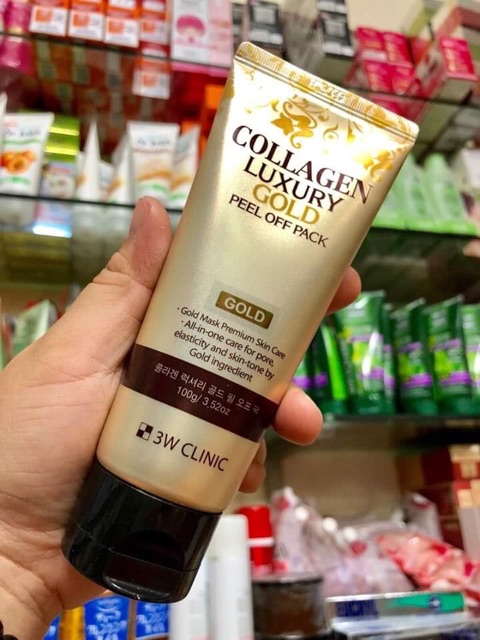 COLLAGEN
LUXURY
GOLD
PEEL OFF PACK
GOLD
· Gold Mask Premium Skin Care
· All-in-one care for pore,
elasticity and skin-tone by
Gold ingredient
콜라겐 럭셔리 골드 필 오프 팩
100g/ 3.52oz
3W CLINIC